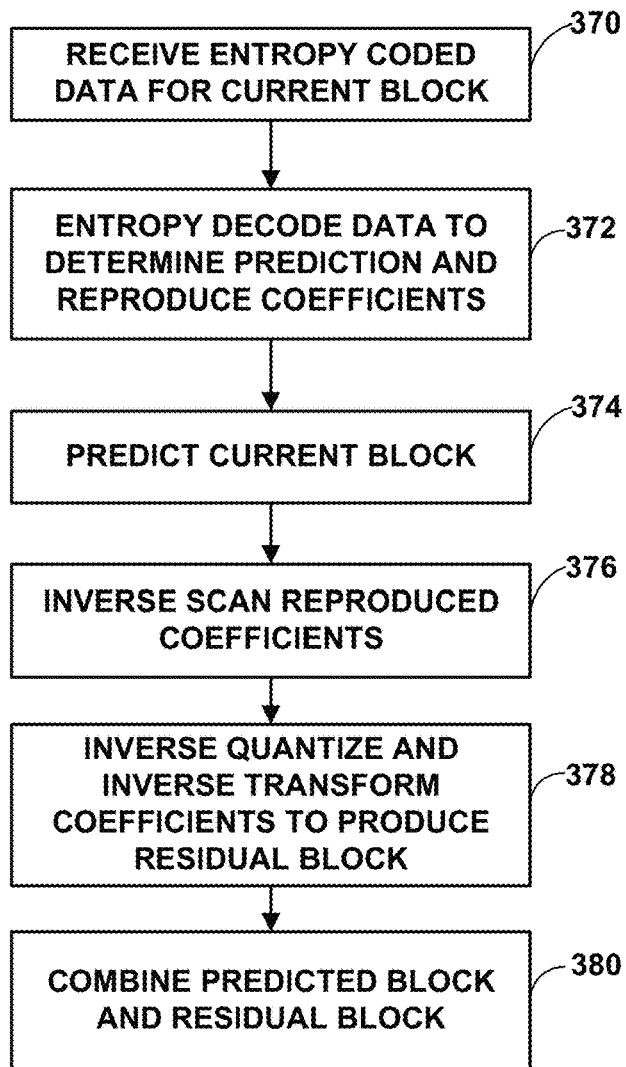 370
RECEIVE ENTROPY CODED
DATA FOR CURRENT BLOCK
372
ENTROPY DECODE DATA TO
DETERMINE PREDICTION AND
REPRODUCE COEFFICIENTS
374
PREDICT CURRENT BLOCK
376
INVERSE SCAN REPRODUCED
COEFFICIENTS
378
INVERSE QUANTIZE AND
INVERSE TRANSFORM
COEFFICIENTS TO PRODUCE
RESIDUAL BLOCK
380
COMBINE PREDICTED BLOCK
AND RESIDUAL BLOCK